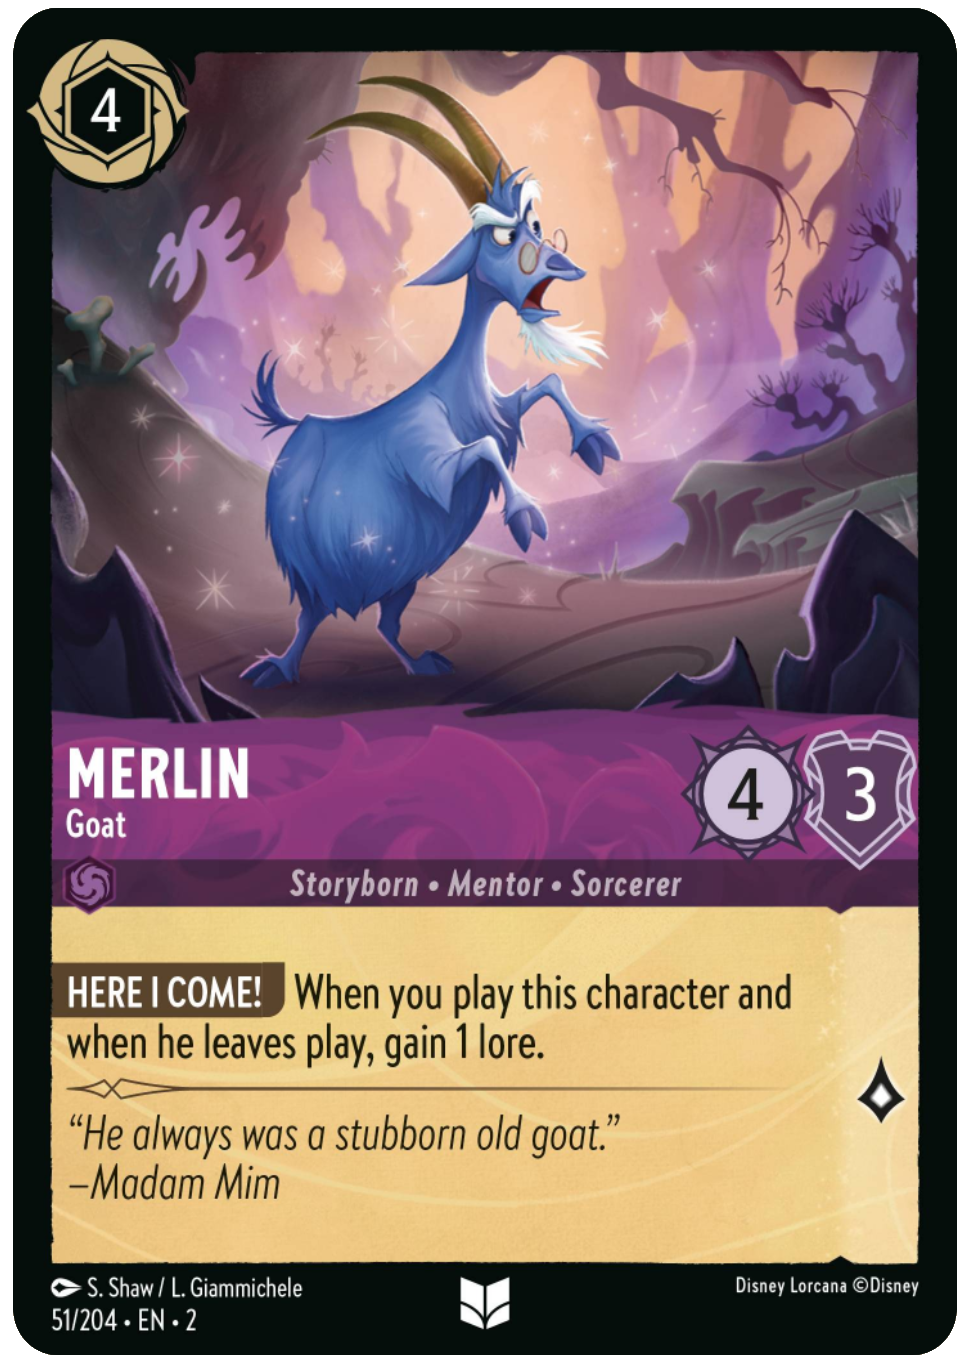 4
MERLIN
Goat
4
3
Storyborn • Mentor • Sorcerer
HERE I COME! When you play this character and
when he leaves play, gain 1 lore.
“He always was a stubborn old goat.”
–Madam Mim
S. Shaw / L. Giammichele
Disney Lorcana ©Disney
51/204 • EN • 2